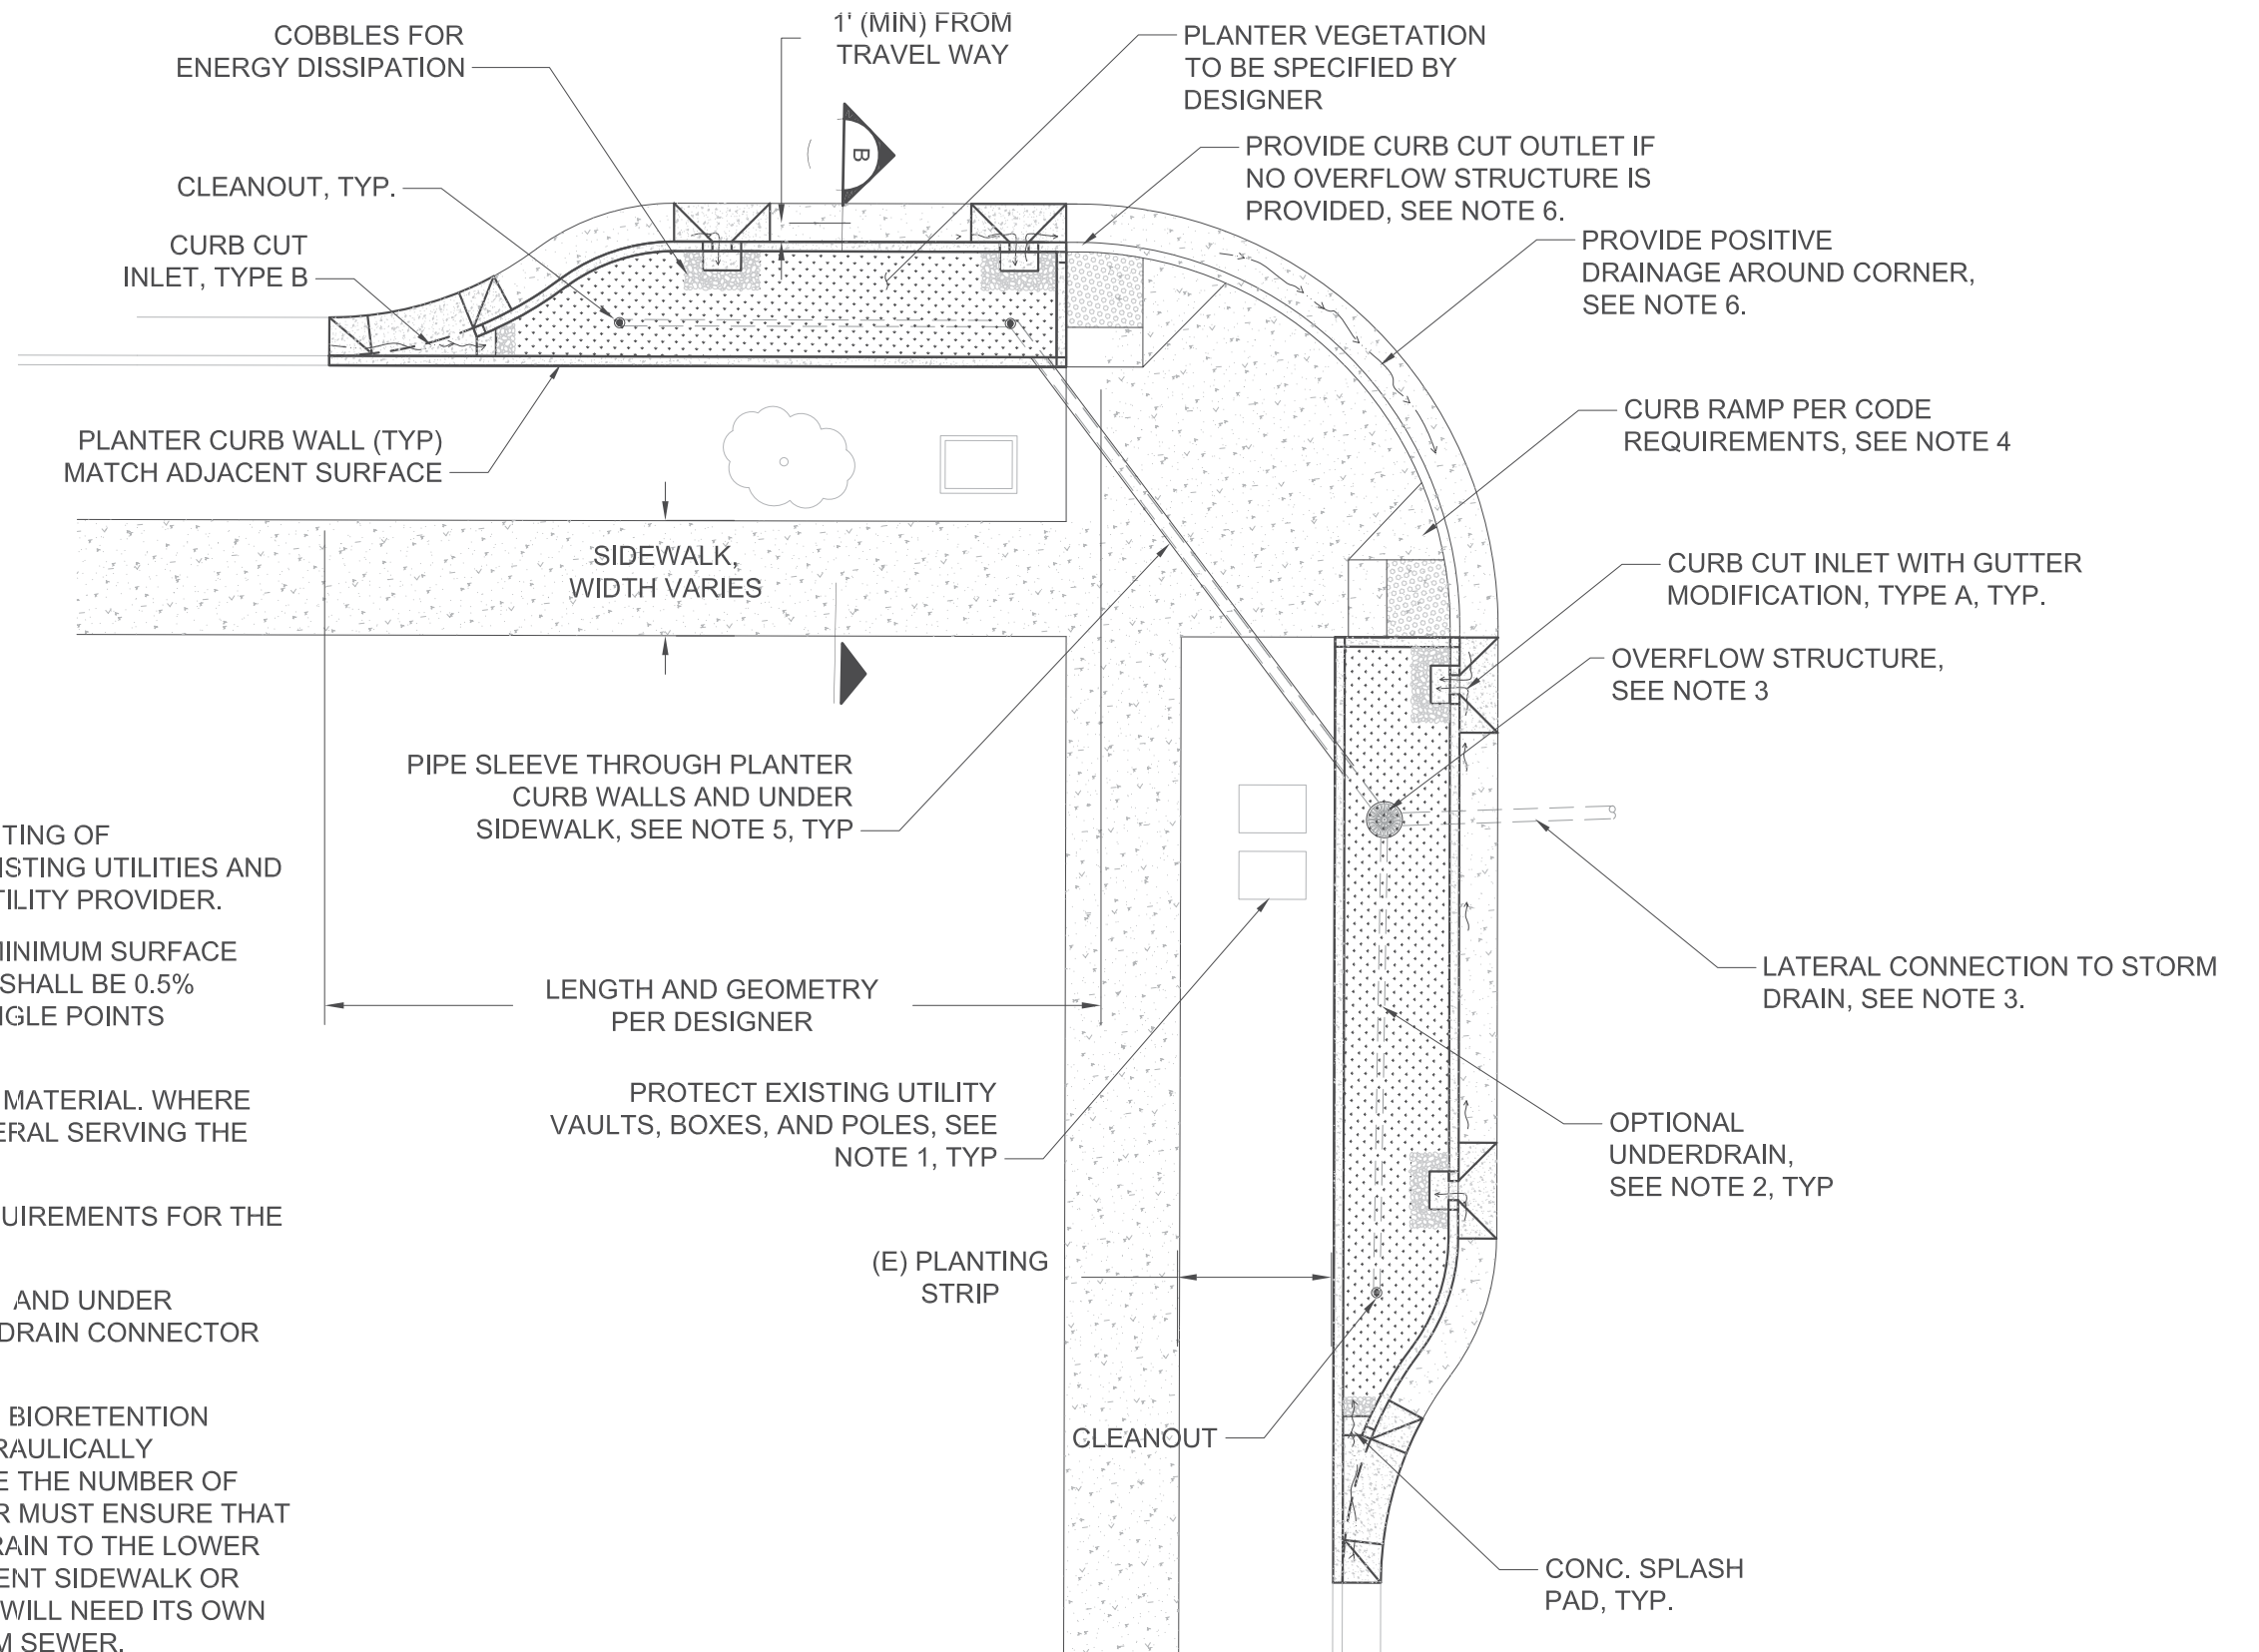 COBBLES FOR
ENERGY DISSIPATION
1' (MIN) FROM
TRAVEL WAY
PLANTER VEGETATION
TO BE SPECIFIED BY
DESIGNER
PROVIDE CURB CUT OUTLET IF
NO OVERFLOW STRUCTURE IS
PROVIDED, SEE NOTE 6.
B
CLEANOUT, TYP.
CURB CUT
INLET, TYPE B
PROVIDE POSITIVE
DRAINAGE AROUND CORNER,
SEE NOTE 6.
PLANTER CURB WALL (TYP)
MATCH ADJACENT SURFACE
CURB RAMP PER CODE
REQUIREMENTS, SEE NOTE 4
SIDEWALK,
WIDTH VARIES
CURB CUT INLET WITH GUTTER
MODIFICATION, TYPE A, TYP.
OVERFLOW STRUCTURE,
SEE NOTE 3
PIPE SLEEVE THROUGH PLANTER
CURB WALLS AND UNDER
SIDEWALK, SEE NOTE 5, TYP
LATERAL CONNECTION TO STORM
DRAIN, SEE NOTE 3.
LENGTH AND GEOMETRY
PER DESIGNER
PROTECT EXISTING UTILITY
VAULTS, BOXES, AND POLES, SEE
NOTE 1, TYP
OPTIONAL
UNDERDRAIN,
SEE NOTE 2, TYP
(E) PLANTING
STRIP
CLEANOUT
CONC. SPLASH
PAD, TYP.
TING OF
ISTING UTILITIES AND
TILITY PROVIDER.
MINIMUM SURFACE
SHALL BE 0.5%
NGLE POINTS
MATERIAL. WHERE
ERAL SERVING THE
UIREMENTS FOR THE
AND UNDER
DRAIN CONNECTOR
BIORETENTION
RAULICALLY
E THE NUMBER OF
R MUST ENSURE THAT
RAIN TO THE LOWER
ENT SIDEWALK OR
WILL NEED ITS OWN
M SEWER.